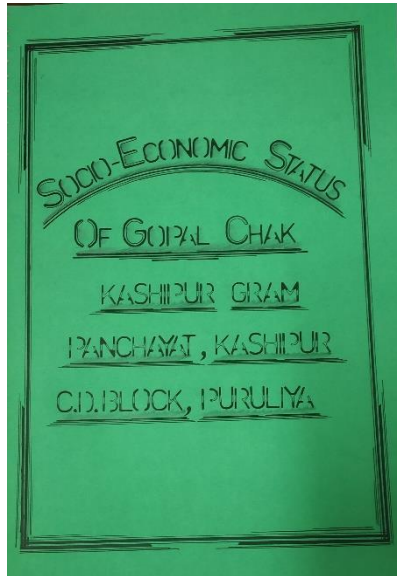 SOCIO-ECONOMIC STATUS
OF GOPAL CHAK
KASHIPUR GRAM
PANCHAYAT, KASHIPUR
C.D.BLOCK, PURULIYA